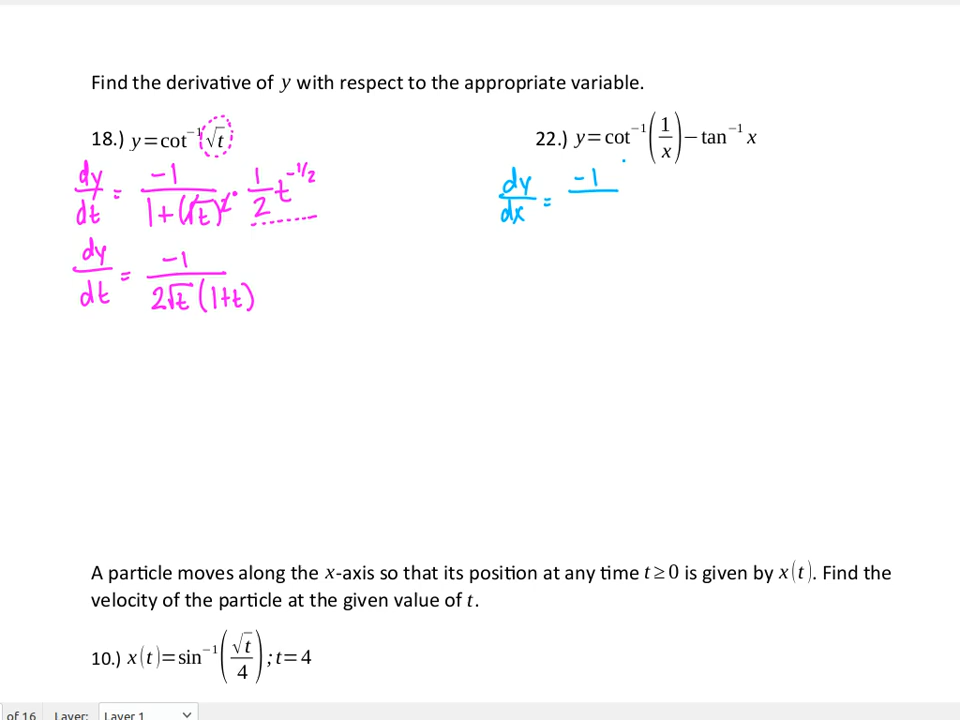 Find the derivative of y with respect to the appropriate variable.
18.) y=cot⁻¹√t
22.) y=cot⁻¹(1/x)−tan⁻¹x
dy/dt = -1/(1+(√t)²) · 1/2 t^(-1/2)
dy/dx = -1
dy/dt = -1/(2√t(1+t))
A particle moves along the x-axis so that its position at any time t≥0 is given by x(t). Find the
velocity of the particle at the given value of t.
10.) x(t)=sin⁻¹(√t/4);t=4
of 16 Layer: Layer 1